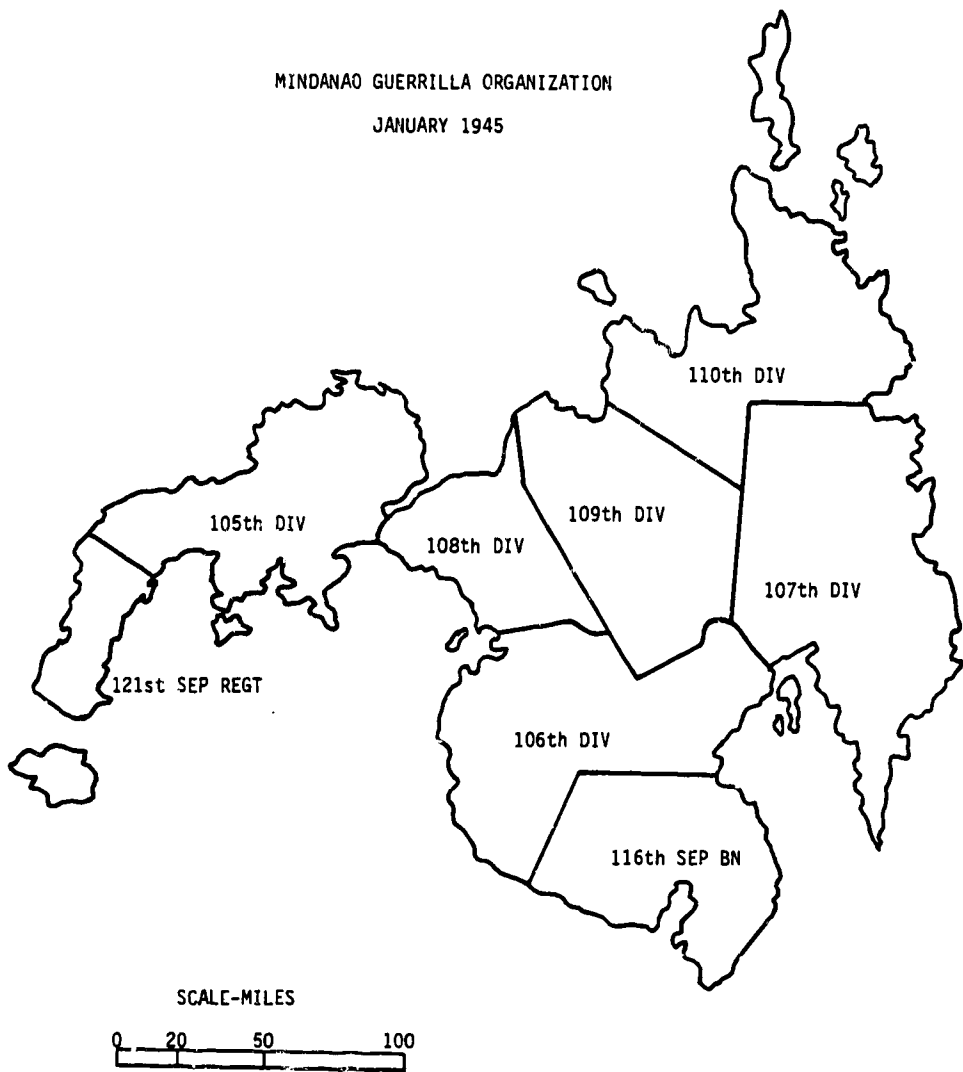 MINDANAO GUERRILLA ORGANIZATION
JANUARY 1945
110th DIV
105th DIV
108th DIV
109th DIV
107th DIV
121st SEP REGT
106th DIV
116th SEP BN
SCALE-MILES
0 20 50 100